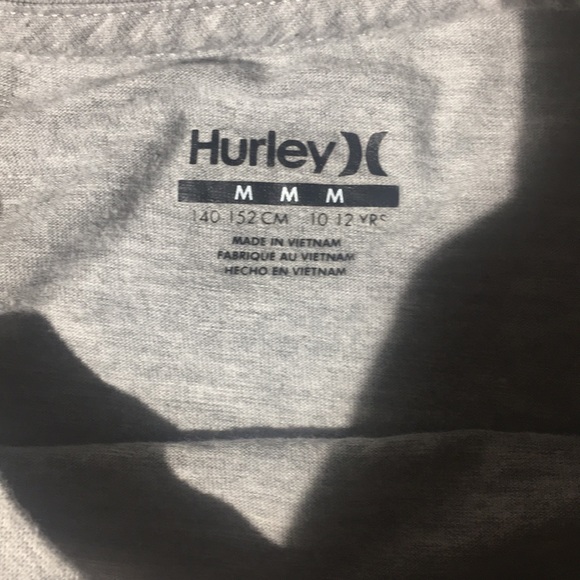 Hurley
M M M
140 152 CM 10 12 YRS
MADE IN VIETNAM
FABRIQUE AU VIETNAM
HECHO EN VIETNAM